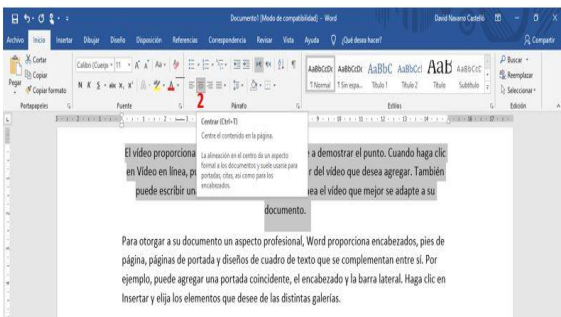 Documento1 [Modo de compatibilidad] - Word
David Navarro Castelló
Archivo Inicio Insertar Dibujar Diseño Disposición Referencias Correspondencia Revisar Vista Ayuda ¿Qué desea hacer? Compartir
Cortar
Copiar
Copiar formato
Pegar
Calibri (Cuerpo 11
N K S abc
AaBbCcDc AaBbCcDc AaBbC AaBbCcI AaB AaBbCcC
1 Normal 1 Sin espa... Título 1 Título 2 Título Subtítulo
Buscar
Reemplazar
Seleccionar
Portapapeles Fuente Párrafo Estilos Edición
2
Centrar (Ctrl+T)
Centre el contenido en la página.
La alineación en el centro da un aspecto
formal a los documentos y suele usarse para
portadas, citas, así como para los
encabezados.
El vídeo proporciona a demostrar el punto. Cuando haga clic
en Vídeo en línea, del vídeo que desea agregar. También
puede escribir el vídeo que mejor se adapte a su
documento.
Para otorgar a su documento un aspecto profesional, Word proporciona encabezados, pies de
página, páginas de portada y diseños de cuadro de texto que se complementan entre sí. Por
ejemplo, puede agregar una portada coincidente, el encabezado y la barra lateral. Haga clic en
Insertar y elija los elementos que desee de las distintas galerías.